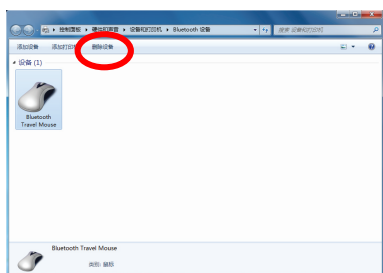 控制面板 ▸ 硬件和声音 ▸ 设备和打印机 ▸ Bluetooth 设备
搜索 设备和打印机
添加设备 添加打印机 删除设备
设备 (1)
Bluetooth
Travel Mouse
Bluetooth Travel Mouse
类别: 鼠标